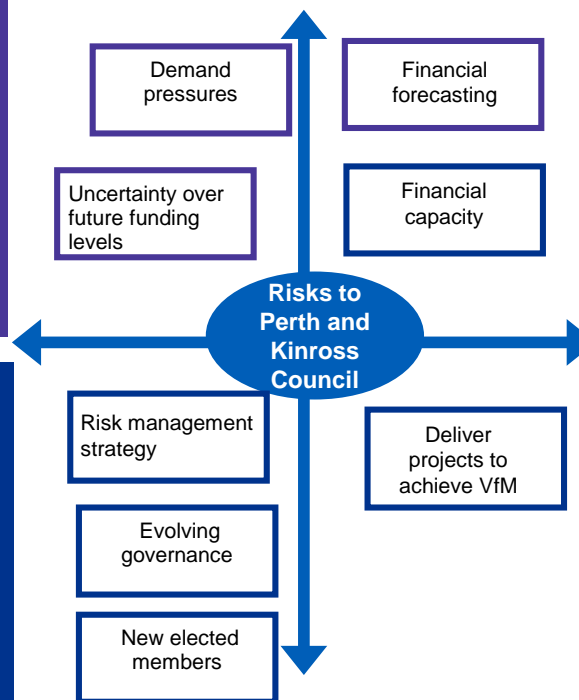 Demand
pressures
Financial
forecasting
Uncertainty over
future funding
levels
Financial
capacity
Risks to
Perth and
Kinross
Council
Risk management
strategy
Deliver
projects to
achieve VfM
Evolving
governance
New elected
members